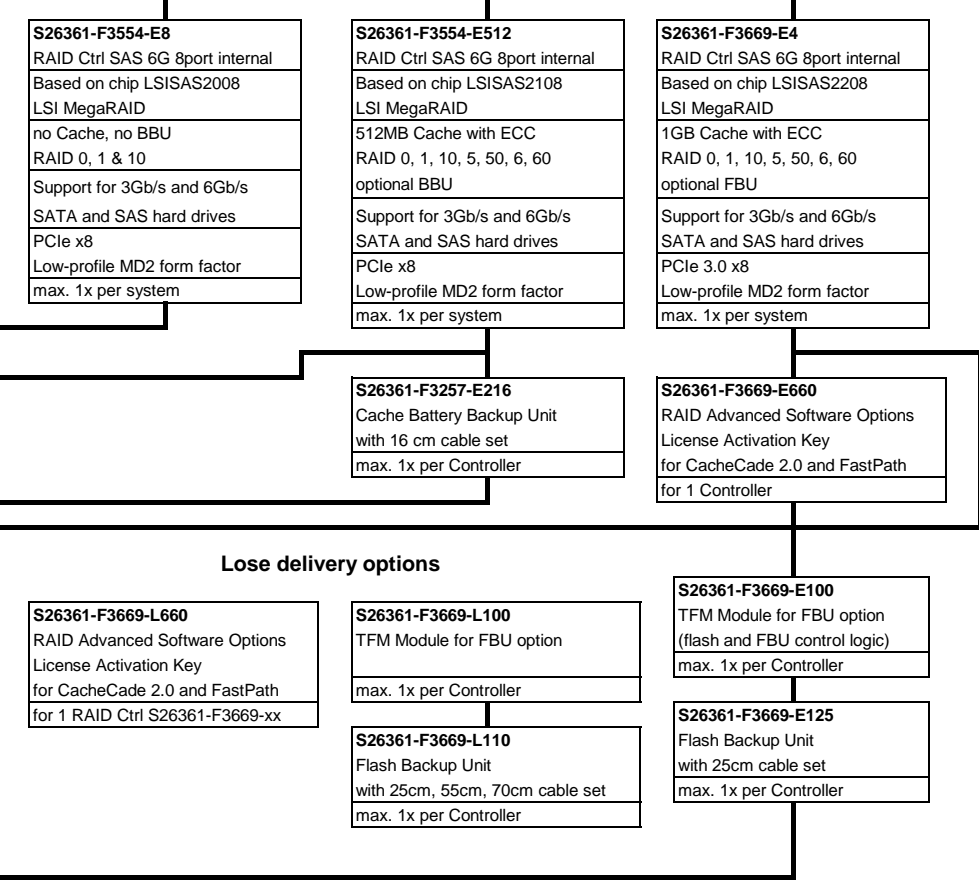 S26361-F3554-E8
RAID Ctrl SAS 6G 8port internal
Based on chip LSISAS2008
LSI MegaRAID
no Cache, no BBU
RAID 0, 1 & 10
Support for 3Gb/s and 6Gb/s
SATA and SAS hard drives
PCIe x8
Low-profile MD2 form factor
max. 1x per system
S26361-F3554-E512
RAID Ctrl SAS 6G 8port internal
Based on chip LSISAS2108
LSI MegaRAID
512MB Cache with ECC
RAID 0, 1, 10, 5, 50, 6, 60
optional BBU
Support for 3Gb/s and 6Gb/s
SATA and SAS hard drives
PCIe x8
Low-profile MD2 form factor
max. 1x per system
S26361-F3669-E4
RAID Ctrl SAS 6G 8port internal
Based on chip LSISAS2208
LSI MegaRAID
1GB Cache with ECC
RAID 0, 1, 10, 5, 50, 6, 60
optional FBU
Support for 3Gb/s and 6Gb/s
SATA and SAS hard drives
PCIe 3.0 x8
Low-profile MD2 form factor
max. 1x per system
S26361-F3257-E216
Cache Battery Backup Unit
with 16 cm cable set
max. 1x per Controller
S26361-F3669-E660
RAID Advanced Software Options
License Activation Key
for CacheCade 2.0 and FastPath
for 1 Controller
Lose delivery options
S26361-F3669-L660
RAID Advanced Software Options
License Activation Key
for CacheCade 2.0 and FastPath
for 1 RAID Ctrl S26361-F3669-xx
S26361-F3669-L100
TFM Module for FBU option
max. 1x per Controller
S26361-F3669-L110
Flash Backup Unit
with 25cm, 55cm, 70cm cable set
max. 1x per Controller
S26361-F3669-E100
TFM Module for FBU option
(flash and FBU control logic)
max. 1x per Controller
S26361-F3669-E125
Flash Backup Unit
with 25cm cable set
max. 1x per Controller